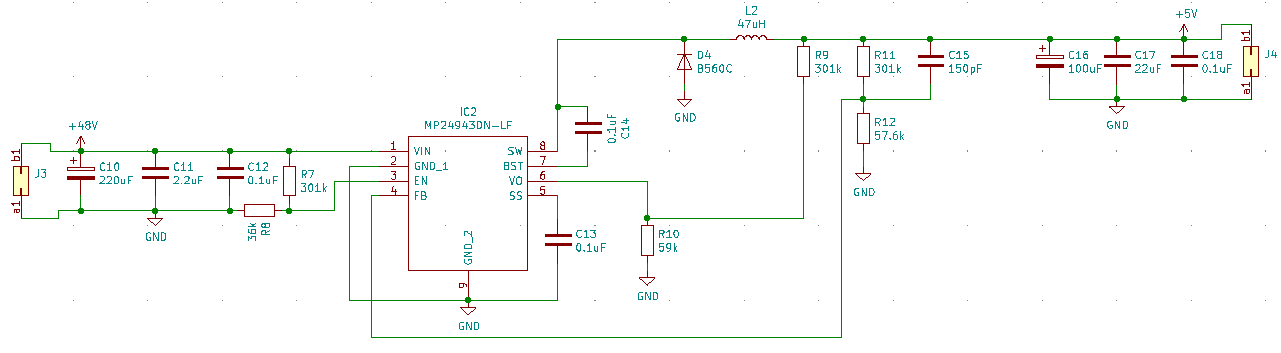 L2
47uH
+5V
D4
B560C
R9
301k
R11
301k
C15
150pF
C16
100uF
C17
22uF
C18
0.1uF
b1
a1
J4
GND
R12
57.6k
GND
GND
+48V
b1
a1
J3
C10
220uF
C11
2.2uF
C12
0.1uF
R7
301k
36k
R8
GND
IC2
MP24943DN-LF
1
VIN
2
GND_1
3
EN
4
FB
8
SW
7
BST
6
VO
5
SS
GND_2
9
0.1uF
C14
C13
0.1uF
R10
59k
GND
GND